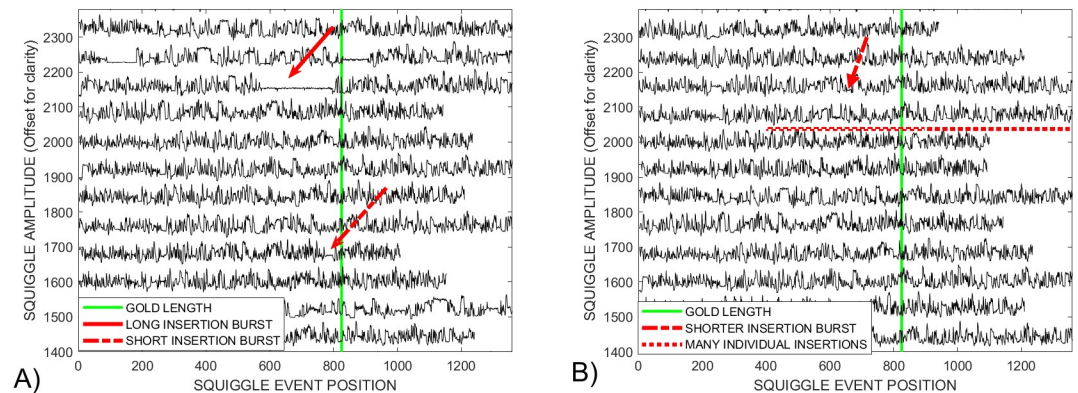 SQUIGGLE AMPLITUDE (Offset for clarity)
2300
2200
2100
2000
1900
1800
1700
1600
1500
1400
0 200 400 600 800 1000 1200
SQUIGGLE EVENT POSITION
GOLD LENGTH
LONG INSERTION BURST
SHORT INSERTION BURST
A)
SQUIGGLE AMPLITUDE (Offset for clarity)
2300
2200
2100
2000
1900
1800
1700
1600
1500
1400
0 200 400 600 800 1000 1200
SQUIGGLE EVENT POSITION
GOLD LENGTH
SHORTER INSERTION BURST
MANY INDIVIDUAL INSERTIONS
B)